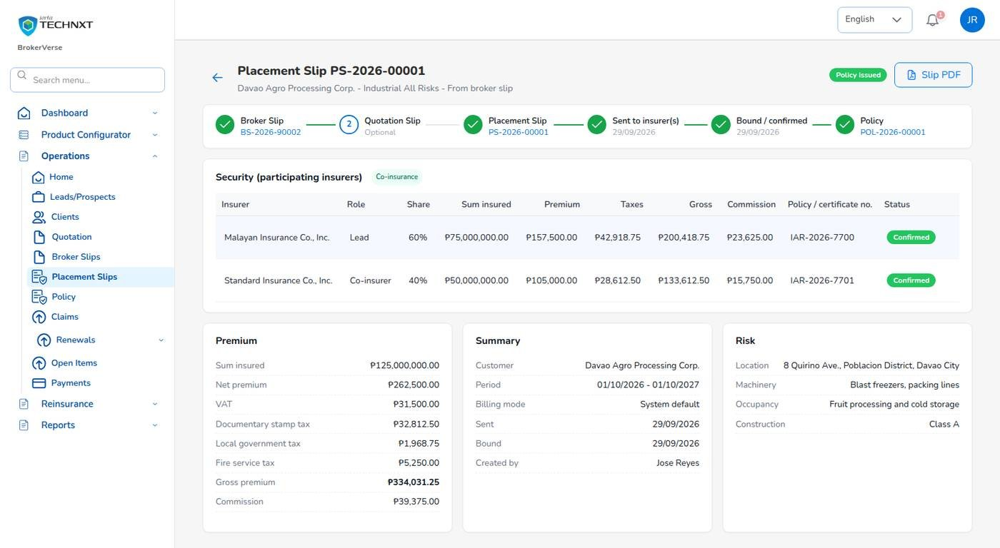 iorta
TECHNXT
BrokerVerse
Search menu...
Dashboard
Product Configurator
Operations
Home
Leads/Prospects
Clients
Quotation
Broker Slips
Placement Slips
Policy
Claims
Renewals
Open Items
Payments
Reinsurance
Reports
English
1
JR
Placement Slip PS-2026-00001
Davao Agro Processing Corp. - Industrial All Risks - From broker slip
Policy Issued
Slip PDF
Broker Slip
BS-2026-90002
2
Quotation Slip
Optional
Placement Slip
PS-2026-00001
Sent to insurer(s)
29/09/2026
Bound / confirmed
29/09/2026
Policy
POL-2026-00001
Security (participating insurers) Co-insurance
Insurer Role Share Sum insured Premium Taxes Gross Commission Policy / certificate no. Status
Malayan Insurance Co., Inc. Lead 60% ₱75,000,000.00 ₱157,500.00 ₱42,918.75 ₱200,418.75 ₱23,625.00 IAR-2026-7700 Confirmed
Standard Insurance Co., Inc. Co-insurer 40% ₱50,000,000.00 ₱105,000.00 ₱28,612.50 ₱133,612.50 ₱15,750.00 IAR-2026-7701 Confirmed
Premium
Sum insured ₱125,000,000.00
Net premium ₱262,500.00
VAT ₱31,500.00
Documentary stamp tax ₱32,812.50
Local government tax ₱1,968.75
Fire service tax ₱5,250.00
Gross premium ₱334,031.25
Commission ₱39,375.00
Summary
Customer Davao Agro Processing Corp.
Period 01/10/2026 - 01/10/2027
Billing mode System default
Sent 29/09/2026
Bound 29/09/2026
Created by Jose Reyes
Risk
Location 8 Quirino Ave., Poblacion District, Davao City
Machinery Blast freezers, packing lines
Occupancy Fruit processing and cold storage
Construction Class A